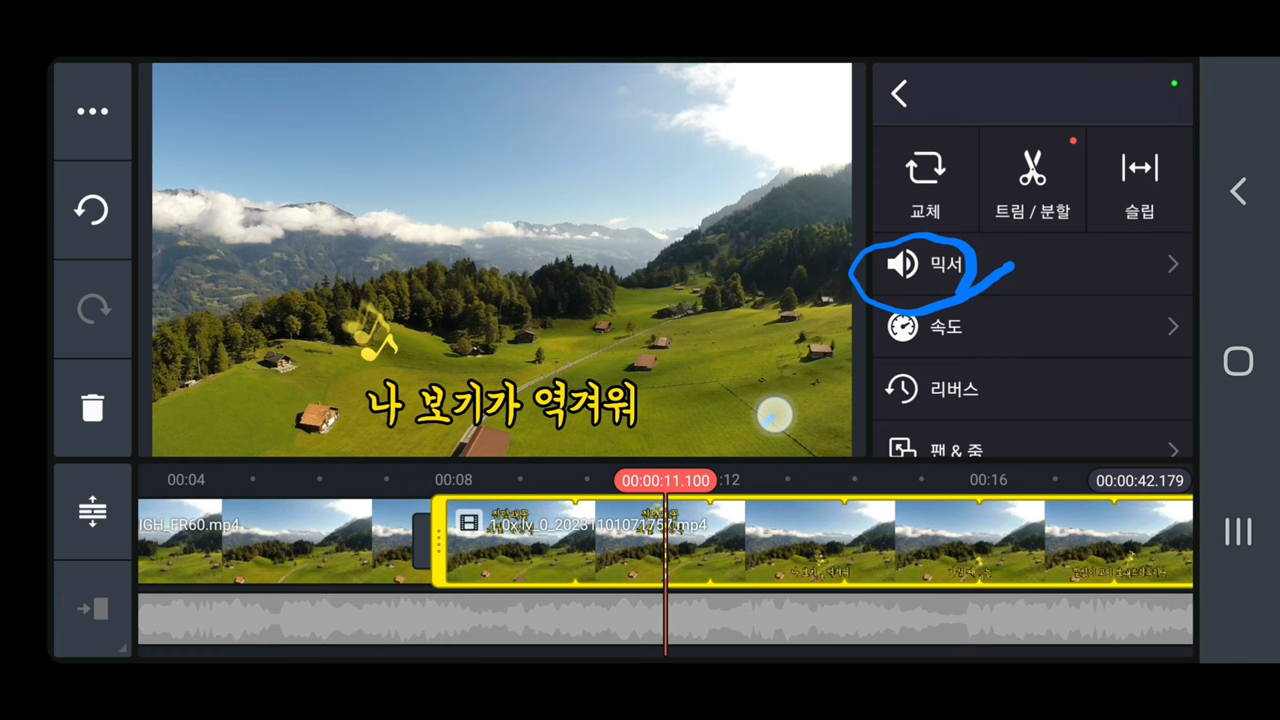 교체
트림 / 분할
슬립
믹서
속도
리버스
팬 & 줌
나 보기가 역겨워
00:04
00:08
00:00:11.100
:12
00:16
00:00:42.179
IGH_FR60.mp4